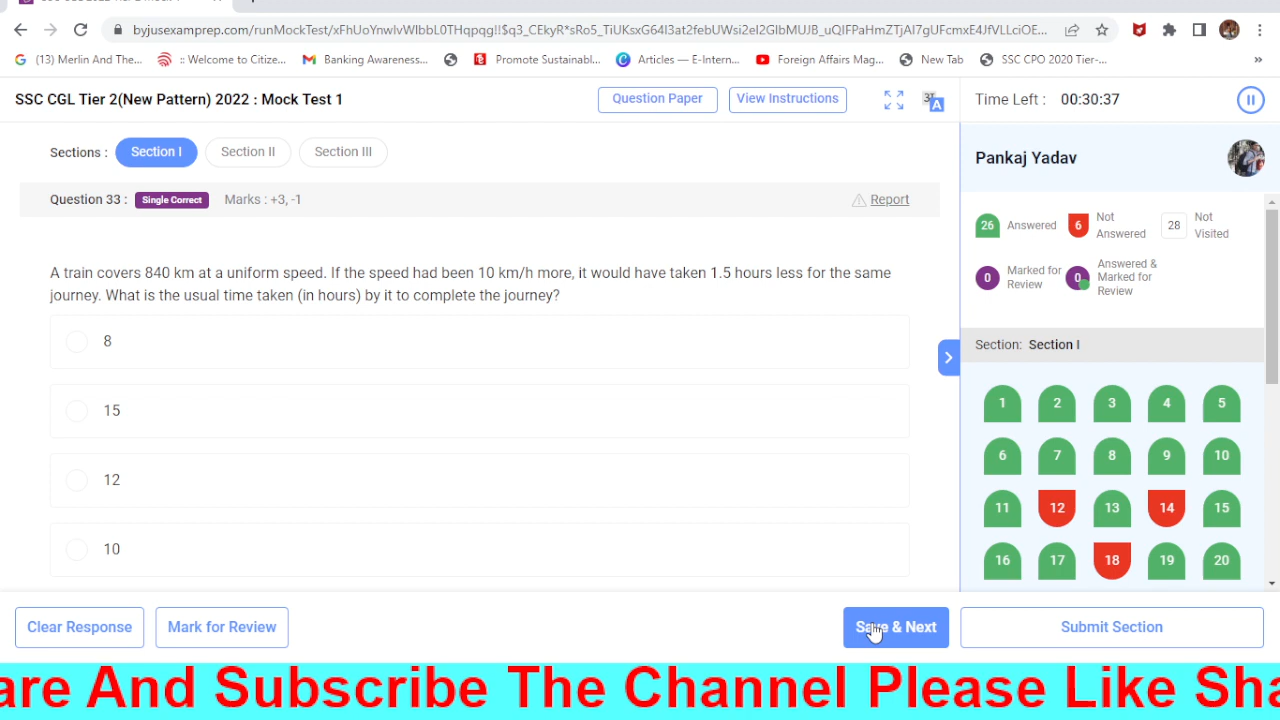 byjusexamprep.com/runMockTest/xFhUoYnwlvWlbbL0THqpqg!!$q3_CEkyR*sRo5_TiUKsxG64l3at2febUWsi2eI2GlbMUJ8_uQIFPaHmZTjAl7gUFcmxE4JfVLLciOE...
(13) Merlin And The...
:: Welcome to Citize...
Banking Awareness...
Promote Sustainabl...
Articles — E-Intern...
Foreign Affairs Mag...
New Tab
SSC CPO 2020 Tier-...
»
SSC CGL Tier 2(New Pattern) 2022 : Mock Test 1
Question Paper
View Instructions
Time Left : 00:30:37
Sections :
Section I
Section II
Section III
Pankaj Yadav
Question 33 : Single Correct Marks : +3, -1
Report
26 Answered
6 Not Answered
28 Not Visited
0 Marked for Review
0 Answered & Marked for Review
A train covers 840 km at a uniform speed. If the speed had been 10 km/h more, it would have taken 1.5 hours less for the same
journey. What is the usual time taken (in hours) by it to complete the journey?
8
15
12
10
Section: Section I
1 2 3 4 5
6 7 8 9 10
11 12 13 14 15
16 17 18 19 20
Clear Response
Mark for Review
Save & Next
Submit Section
are And Subscribe The Channel Please Like Sha